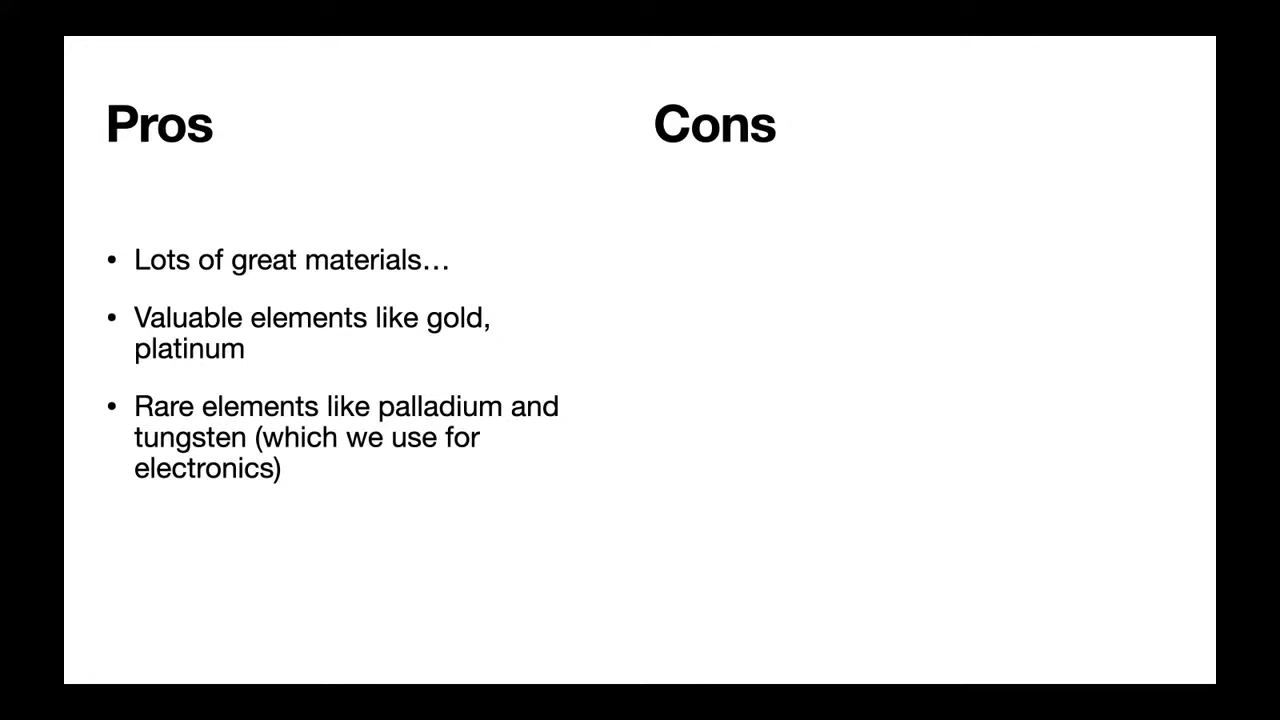 Pros
Cons
• Lots of great materials…
• Valuable elements like gold,
platinum
• Rare elements like palladium and
tungsten (which we use for
electronics)